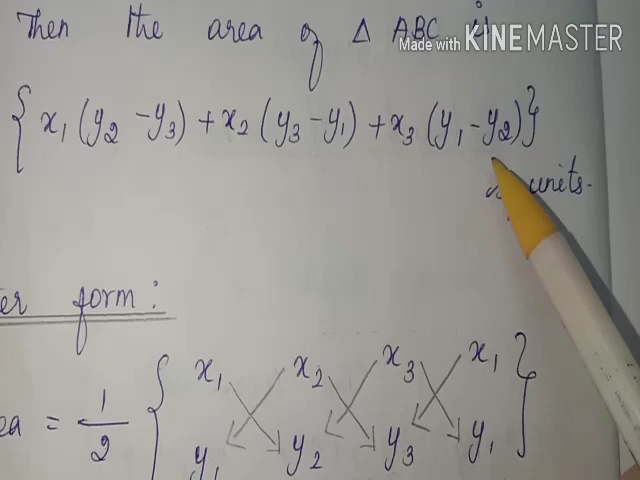 Then the area of Δ ABC is
Made with KINEMASTER
{x₁ (y₂ - y₃) + x₂ (y₃ - y₁) + x₃ (y₁ - y₂)}
units.
form:
= 1/2 { x₁ x₂ x₃ x₁ }
y₁ y₂ y₃ y₁